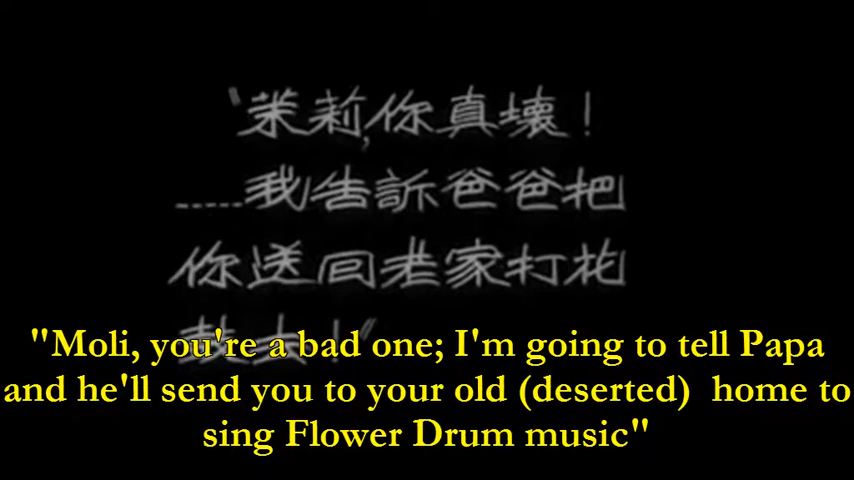 "茉莉,你真壞!
.....我告訴爸爸把
你送回老家打花
鼓去!"
"Moli, you're a bad one; I'm going to tell Papa
and he'll send you to your old (deserted)  home to
sing Flower Drum music"